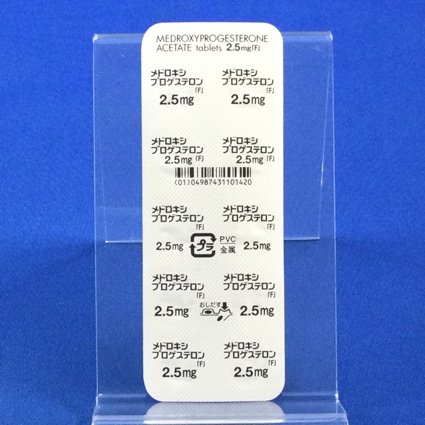 MEDROXYPROGESTERONE
ACETATE tablets 2.5mg「F」
メドロキシ メドロキシ
プロゲステロン プロゲステロン
「F」 「F」
2.5mg 2.5mg
メドロキシ メドロキシ
プロゲステロン プロゲステロン
2.5mg「F」 2.5mg「F」
(01)04987431101420
メドロキシ メドロキシ
プロゲステロン プロゲステロン
「F」 「F」
2.5mg プラ PVC 2.5mg
金属
メドロキシ メドロキシ
プロゲステロン プロゲステロン
「F」 おしだす 「F」
2.5mg 2.5mg
メドロキシ メドロキシ
プロゲステロン プロゲステロン
「F」 「F」
2.5mg 2.5mg